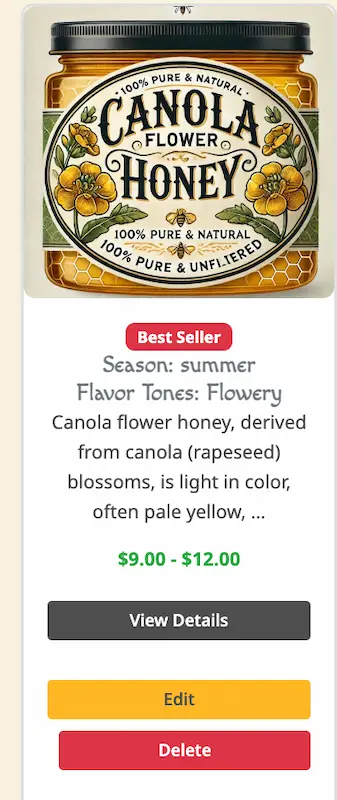 · 100% PURE & NATURAL ·
CANOLA
FLOWER
HONEY
100% PURE & NATURAL
100% PURE & UNFLTERED
Best Seller
Season: summer
Flavor Tones: Flowery
Canola flower honey, derived
from canola (rapeseed)
blossoms, is light in color,
often pale yellow, ...
$9.00 - $12.00
View Details
Edit
Delete